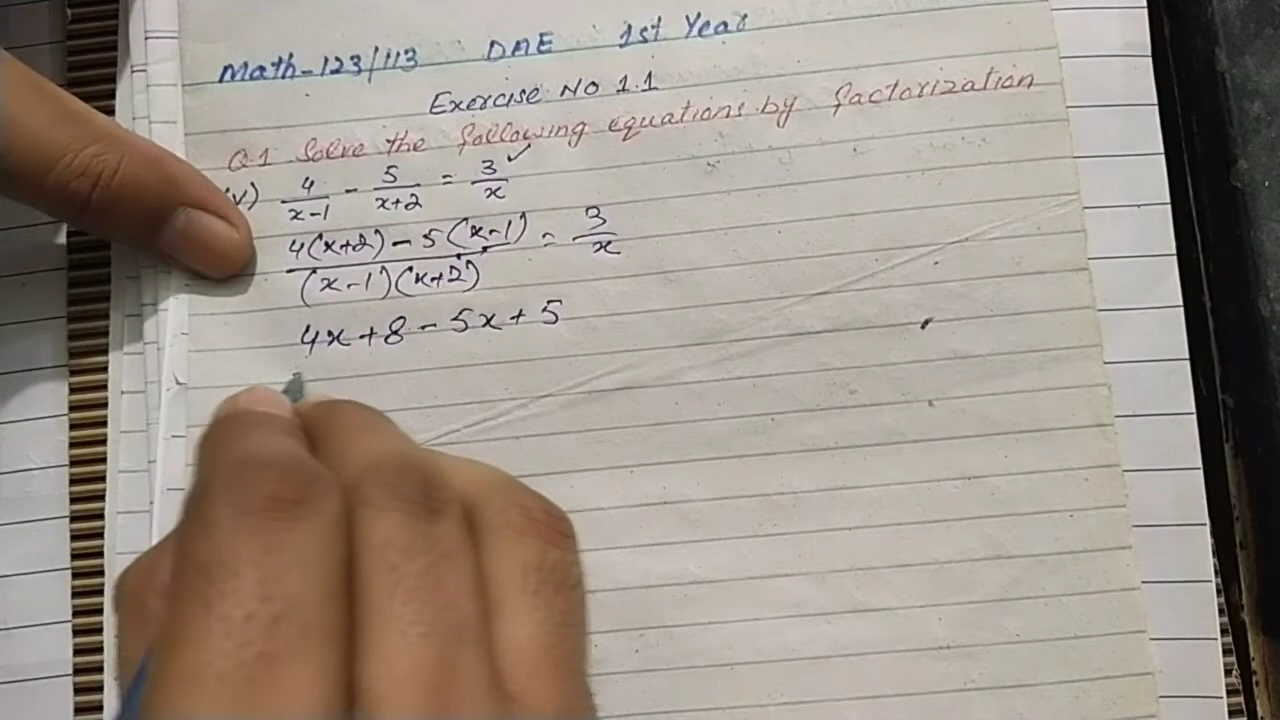 Math-123/113 DAE 1st Year
Exercise No 1.1
Q.1 Solve the following equations by factorization
v) 4/(x-1) - 5/(x+2) = 3/x ✓
(4(x+2) - 5(x-1))/((x-1)(x+2)) = 3/x
4x+8-5x+5